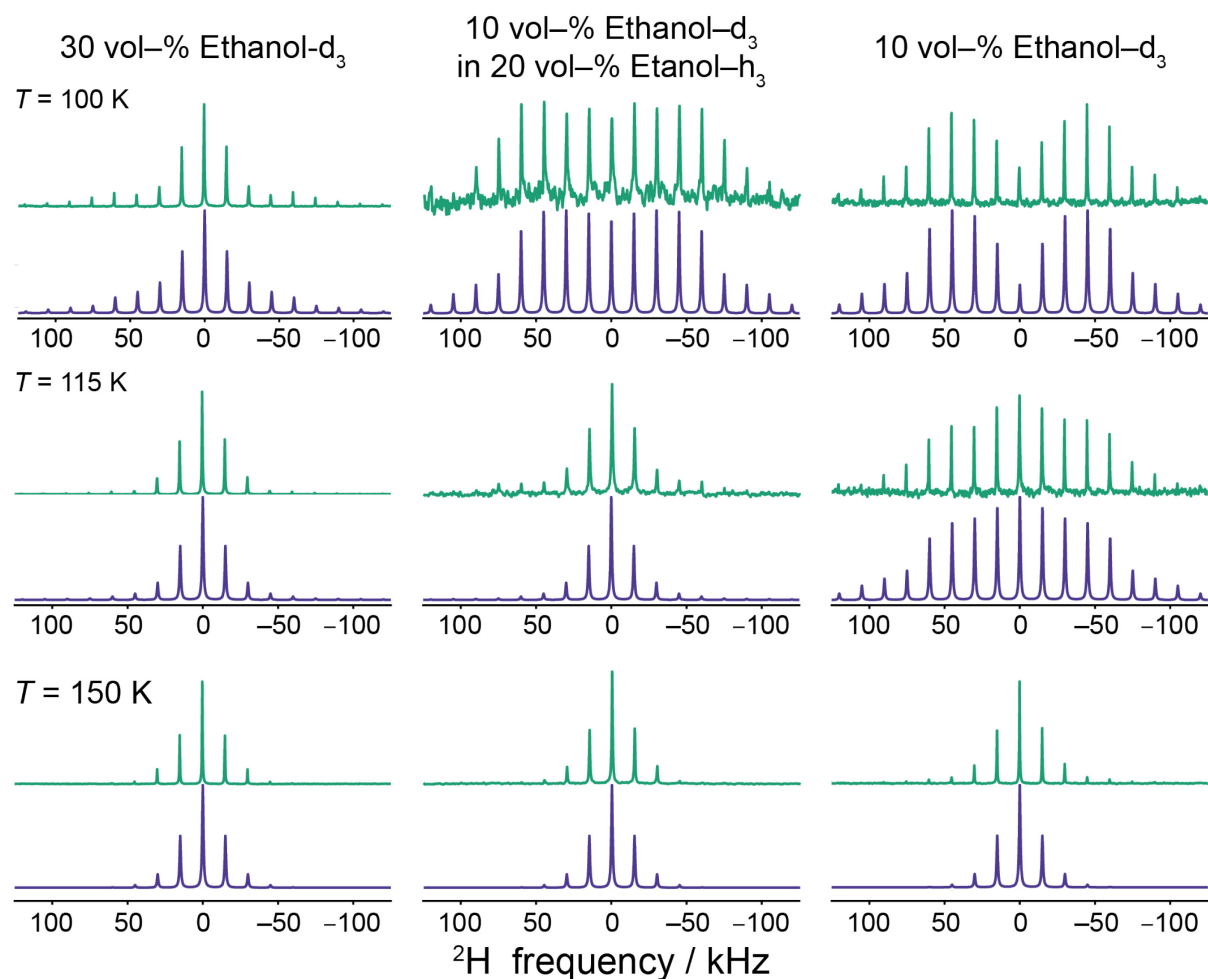 30 vol–% Ethanol-d₃
10 vol–% Ethanol–d₃
in 20 vol–% Etanol–h₃
10 vol–% Ethanol–d₃
T = 100 K
100 50 0 –50 –100
100 50 0 –50 –100
100 50 0 –50 –100
T = 115 K
100 50 0 –50 –100
100 50 0 –50 –100
100 50 0 –50 –100
T = 150 K
100 50 0 –50 –100
100 50 0 –50 –100
100 50 0 –50 –100
²H frequency / kHz